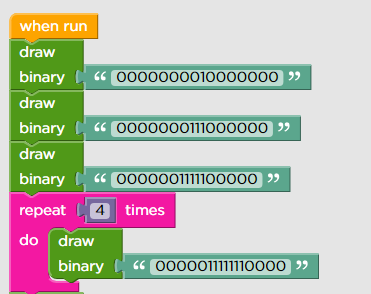 when run
draw
binary “ 0000000010000000 ”
draw
binary “ 0000000111000000 ”
draw
binary “ 0000001111100000 ”
repeat 4 times
do draw
binary “ 0000011111110000 ”